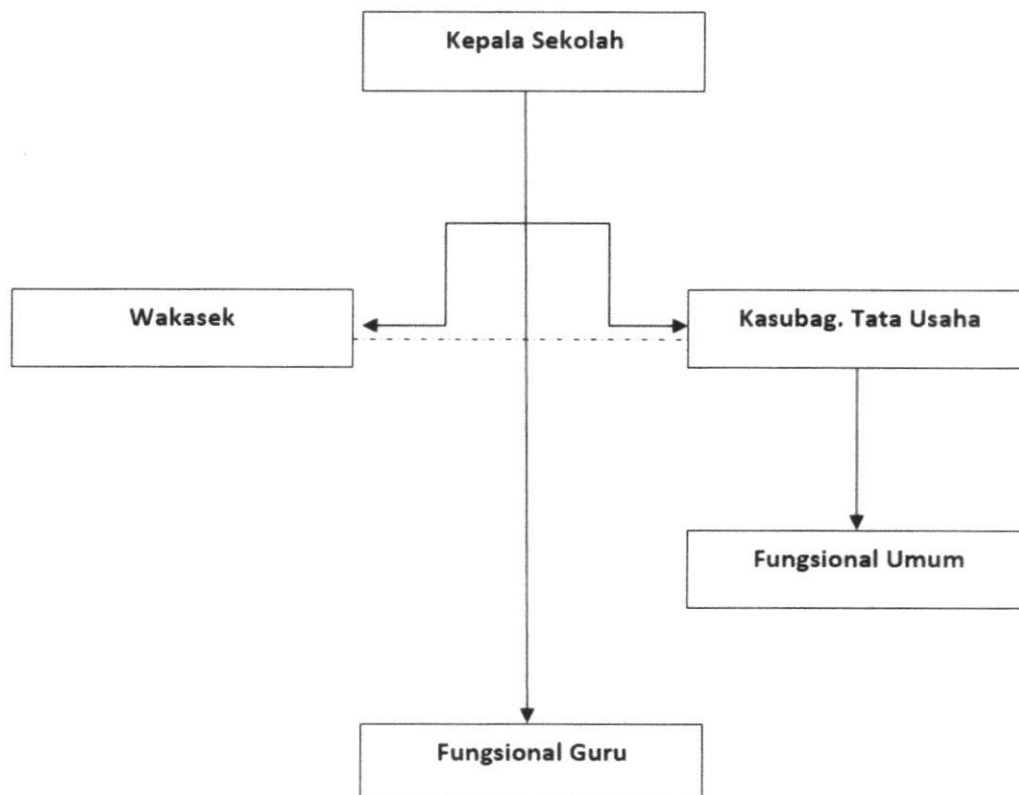 Kepala Sekolah
Wakasek
Kasubag. Tata Usaha
Fungsional Umum
Fungsional Guru